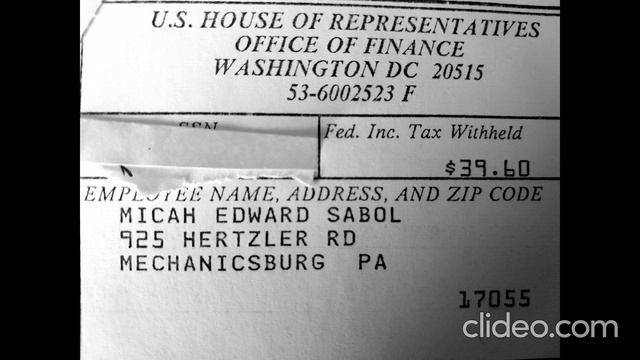 U.S. HOUSE OF REPRESENTATIVES
OFFICE OF FINANCE
WASHINGTON DC 20515
53-6002523 F
SSN
Fed. Inc. Tax Withheld
$39.60
EMPLOYEE NAME, ADDRESS, AND ZIP CODE
MICAH EDWARD SABOL
925 HERTZLER RD
MECHANICSBURG PA
17055
clideo.com